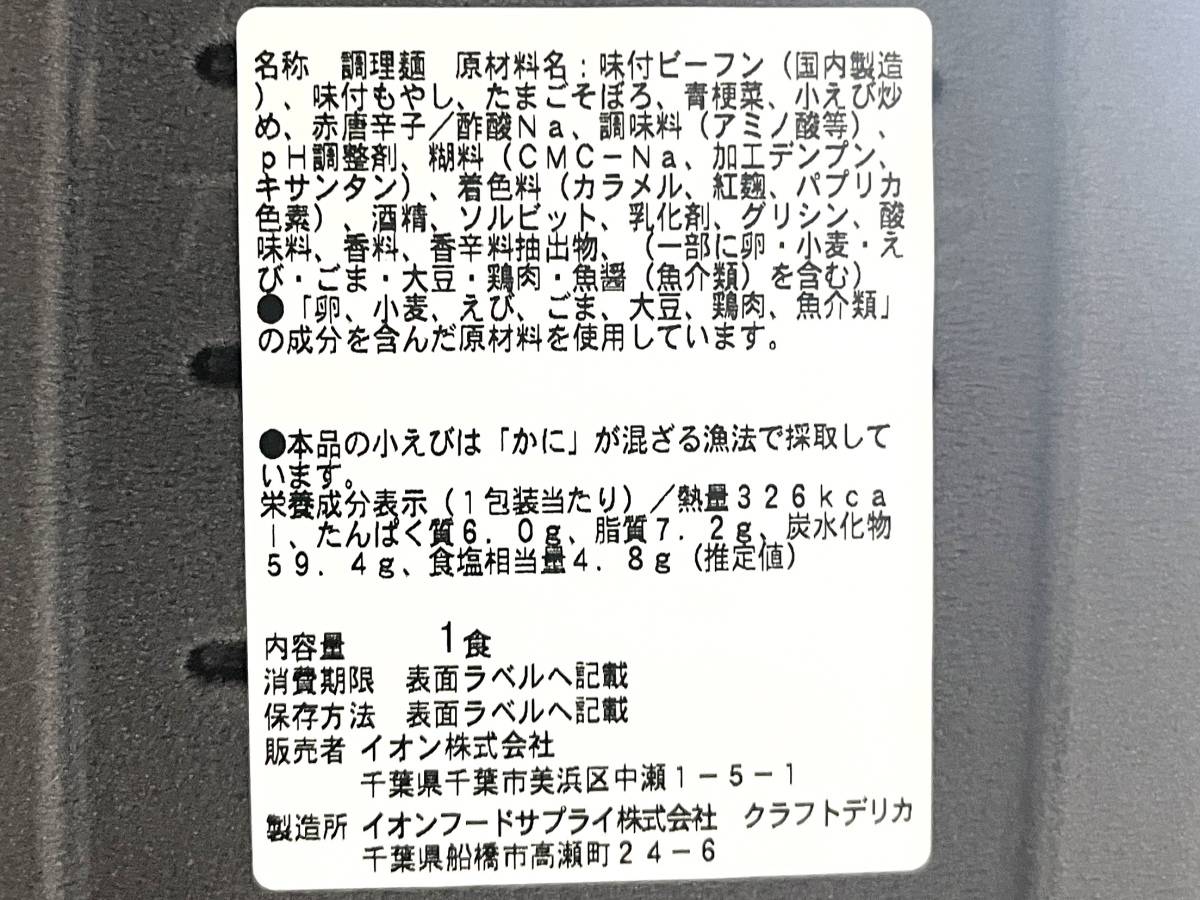 名称　調理麺　原材料名：味付ビーフン（国内製造
）、味付もやし、たまごそぼろ、青梗菜、小えび炒
め、赤唐辛子／酢酸Ｎａ、調味料（アミノ酸等）、
ｐＨ調整剤、糊料（ＣＭＣ－Ｎａ、加工デンプン、
キサンタン）、着色料（カラメル、紅麹、パプリカ
色素）、酒精、ソルビット、乳化剤、グリシン、酸
味料、香料、香辛料抽出物、（一部に卵・小麦・え
び・ごま・大豆・鶏肉・魚醤（魚介類）を含む）
●「卵、小麦、えび、ごま、大豆、鶏肉、魚介類」
の成分を含んだ原材料を使用しています。
●本品の小えびは「かに」が混ざる漁法で採取して
います。
栄養成分表示（１包装当たり）／熱量３２６ｋｃａ
ｌ、たんぱく質６．０ｇ、脂質７．２ｇ、炭水化物
５９．４ｇ、食塩相当量４．８ｇ（推定値）
内容量　１食
消費期限　表面ラベルへ記載
保存方法　表面ラベルへ記載
販売者 イオン株式会社
千葉県千葉市美浜区中瀬１－５－１
製造所 イオンフードサプライ株式会社　クラフトデリカ
千葉県船橋市高瀬町２４－６